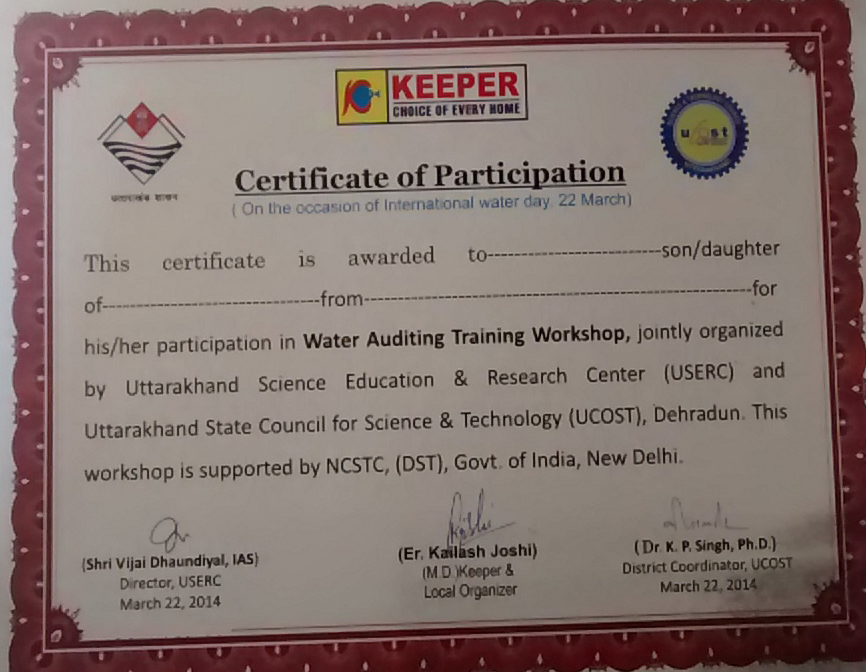 KEEPER
CHOICE OF EVERY HOME
ucost
उत्तराखंड शासन
Certificate of Participation
( On the occasion of International water day, 22 March)
This certificate is awarded to------------------------son/daughter
of------------------------------from------------------------------------------------------for
his/her participation in Water Auditing Training Workshop, jointly organized
by Uttarakhand Science Education & Research Center (USERC) and
Uttarakhand State Council for Science & Technology (UCOST), Dehradun. This
workshop is supported by NCSTC, (DST), Govt. of India, New Delhi.
(Shri Vijai Dhaundiyal, IAS)
Director, USERC
March 22, 2014
(Er. Kailash Joshi)
(M.D.)Keeper &
Local Organizer
( Dr. K. P. Singh, Ph.D.)
District Coordinator, UCOST
March 22, 2014